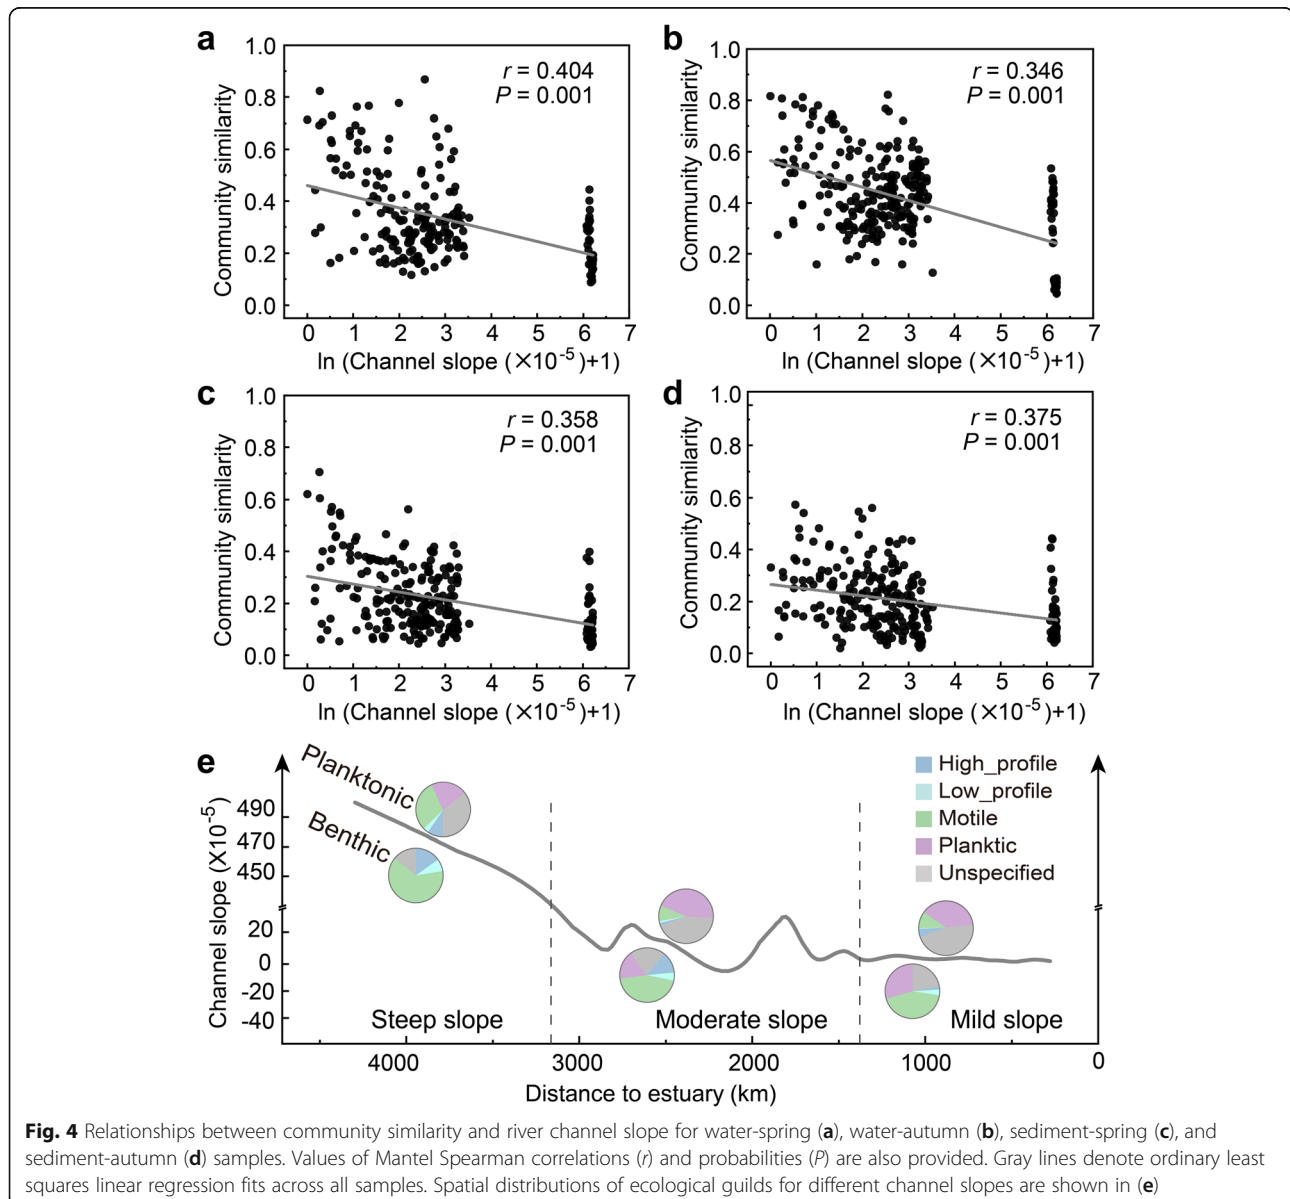 a
1.0
0.8
0.6
0.4
0.2
0.0
Community similarity
r = 0.404
P = 0.001
0 1 2 3 4 5 6 7
ln (Channel slope (×10-5)+1)
b
1.0
0.8
0.6
0.4
0.2
0.0
Community similarity
r = 0.346
P = 0.001
0 1 2 3 4 5 6 7
ln (Channel slope (×10-5)+1)
c
1.0
0.8
0.6
0.4
0.2
0.0
Community similarity
r = 0.358
P = 0.001
0 1 2 3 4 5 6 7
ln (Channel slope (×10-5)+1)
d
1.0
0.8
0.6
0.4
0.2
0.0
Community similarity
r = 0.375
P = 0.001
0 1 2 3 4 5 6 7
ln (Channel slope (×10-5)+1)
e
Planktonic
Benthic
High_profile
Low_profile
Motile
Planktic
Unspecified
490
470
450
20
0
-20
-40
Channel slope (X10-5)
Steep slope Moderate slope Mild slope
4000 3000 2000 1000 0
Distance to estuary (km)
Fig. 4 Relationships between community similarity and river channel slope for water-spring (a), water-autumn (b), sediment-spring (c), and
sediment-autumn (d) samples. Values of Mantel Spearman correlations (r) and probabilities (P) are also provided. Gray lines denote ordinary least
squares linear regression fits across all samples. Spatial distributions of ecological guilds for different channel slopes are shown in (e)